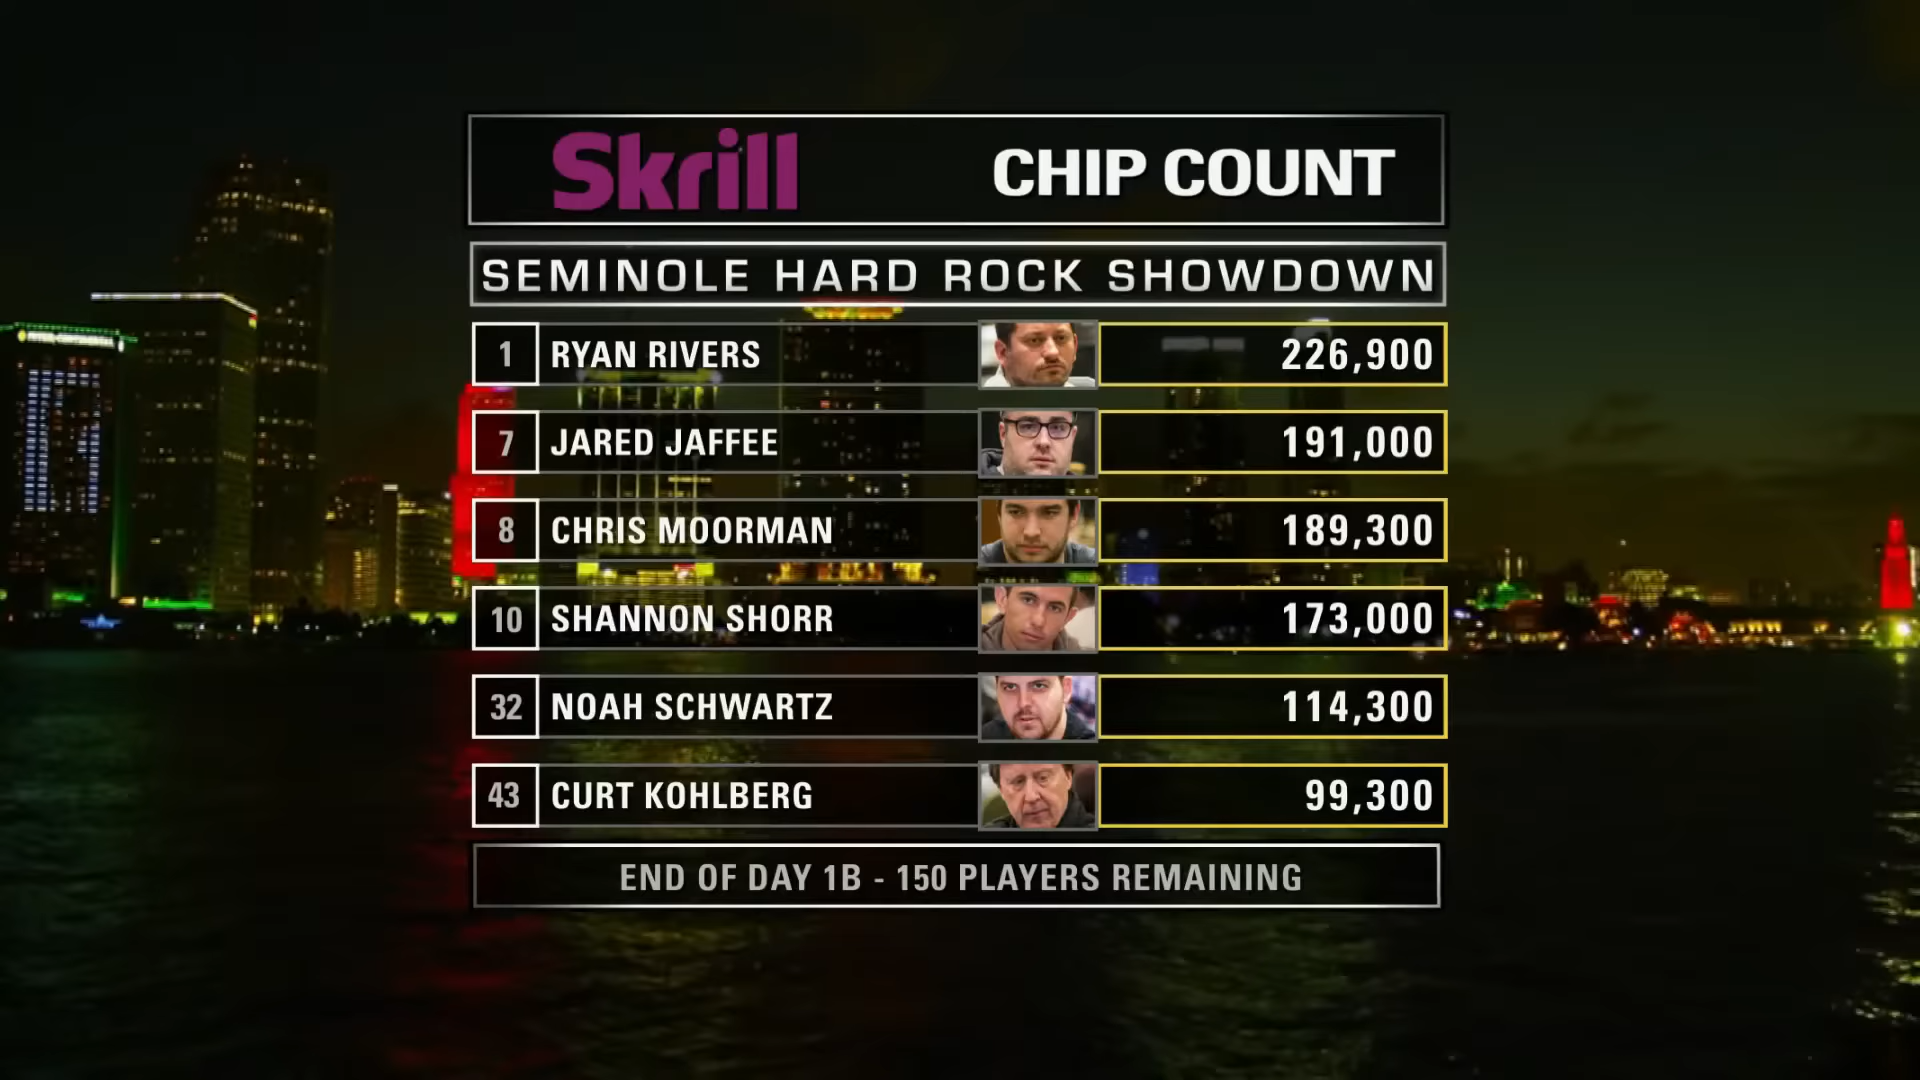 Skrill CHIP COUNT
SEMINOLE HARD ROCK SHOWDOWN
1 RYAN RIVERS 226,900
7 JARED JAFFEE 191,000
8 CHRIS MOORMAN 189,300
10 SHANNON SHORR 173,000
32 NOAH SCHWARTZ 114,300
43 CURT KOHLBERG 99,300
END OF DAY 1B - 150 PLAYERS REMAINING